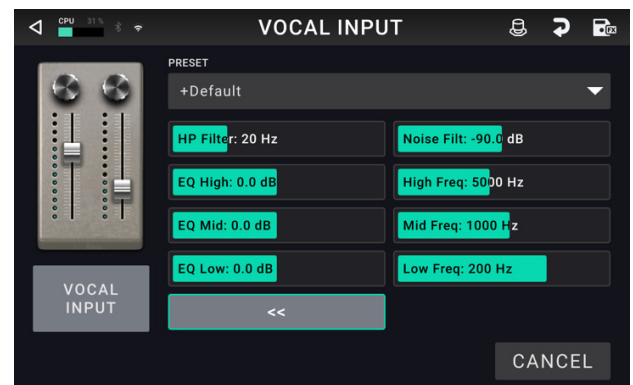 CPU 31% VOCAL INPUT FX
PRESET
+Default
HP Filter: 20 Hz Noise Filt: -90.0 dB
EQ High: 0.0 dB High Freq: 5000 Hz
EQ Mid: 0.0 dB Mid Freq: 1000 Hz
EQ Low: 0.0 dB Low Freq: 200 Hz
VOCAL
INPUT
<<
CANCEL